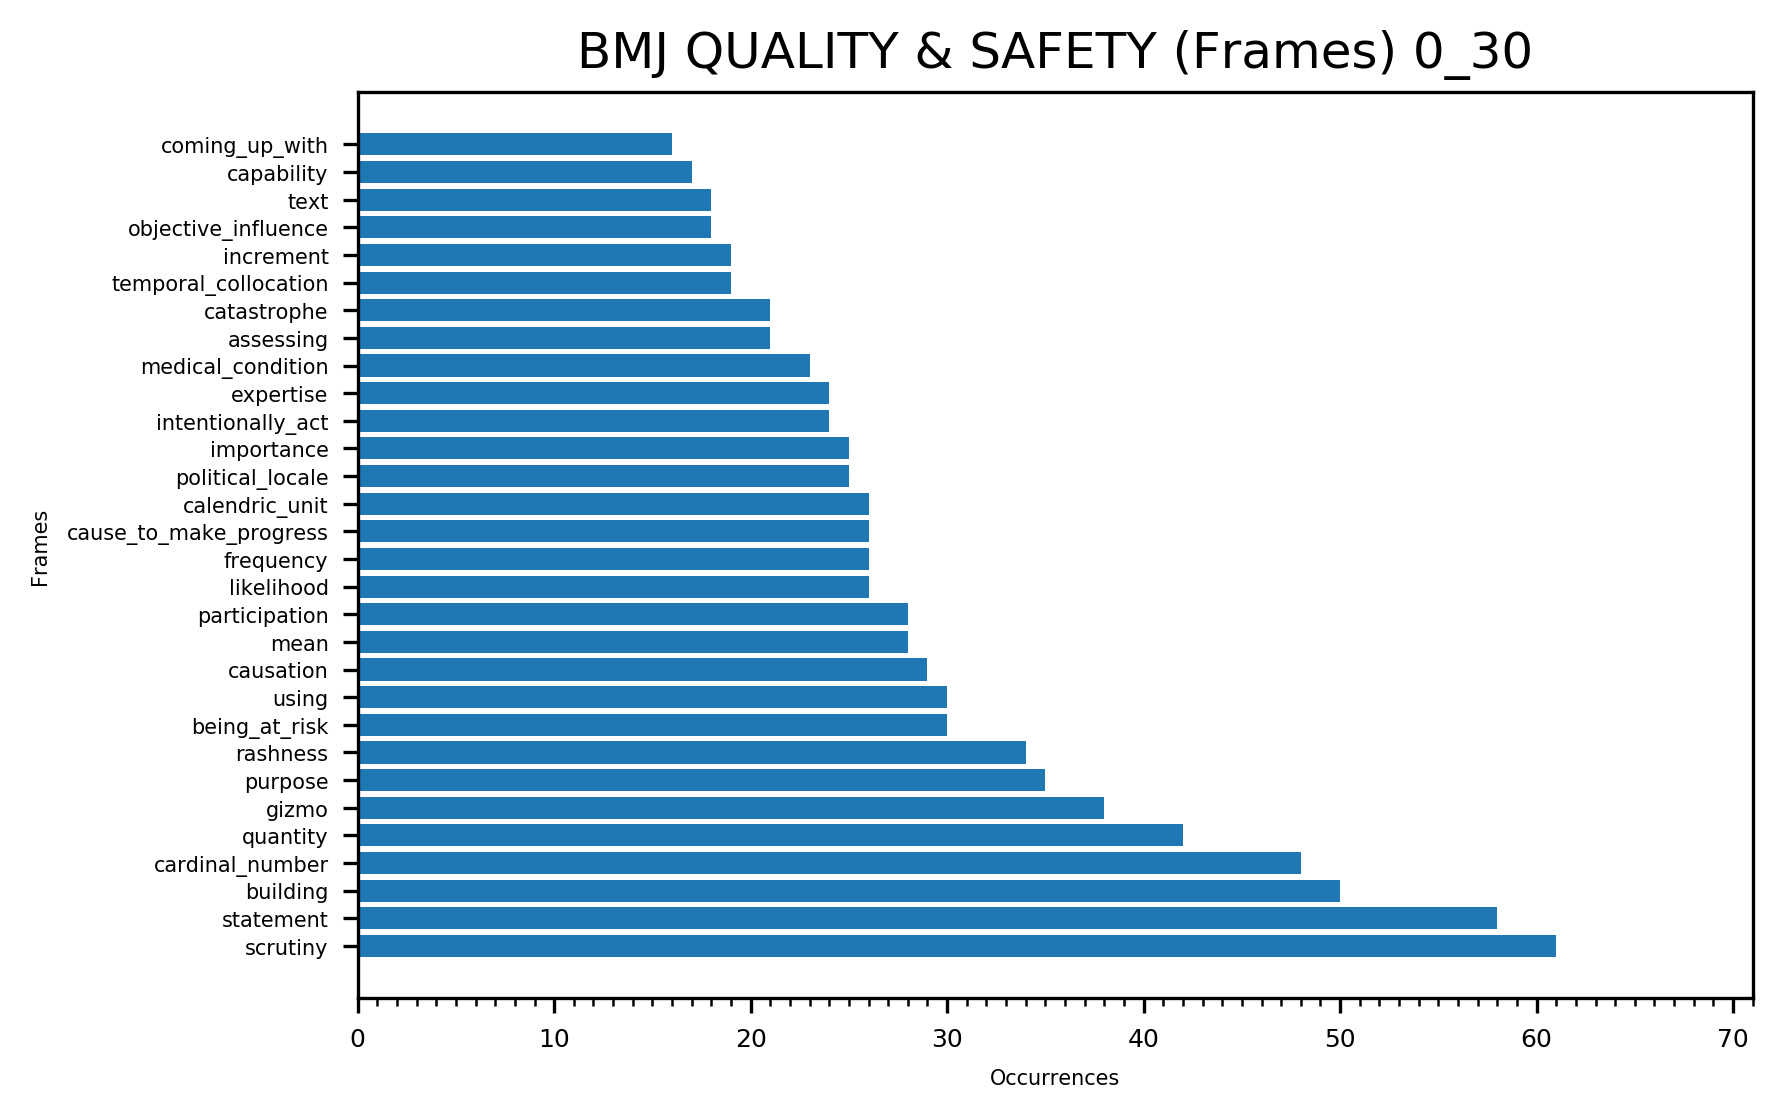 BMJ QUALITY & SAFETY (Frames) 0_30
coming_up_with
capability
text
objective_influence
increment
temporal_collocation
catastrophe
assessing
medical_condition
expertise
intentionally_act
importance
political_locale
calendric_unit
cause_to_make_progress
frequency
likelihood
participation
mean
causation
using
being_at_risk
rashness
purpose
gizmo
quantity
cardinal_number
building
statement
scrutiny
Frames
0 10 20 30 40 50 60 70
Occurrences